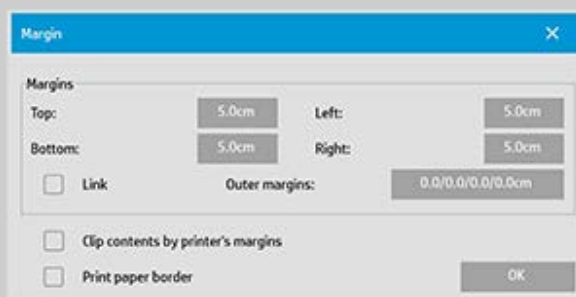 Margin
Margins
Top: 5.0cm Left: 5.0cm
Bottom: 5.0cm Right: 5.0cm
Link Outer margins: 0.0/0.0/0.0/0.0cm
Clip contents by printer's margins
Print paper border OK